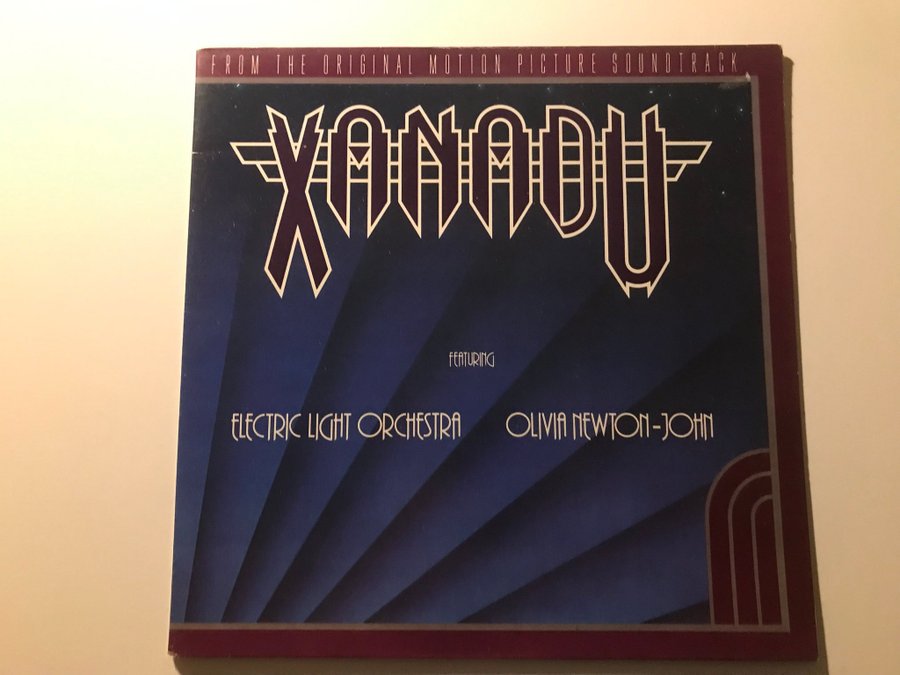 FROM THE ORIGINAL MOTION PICTURE SOUNDTRACK
XANADU
FEATURING
ELECTRIC LIGHT ORCHESTRA OLIVIA NEWTON-JOHN